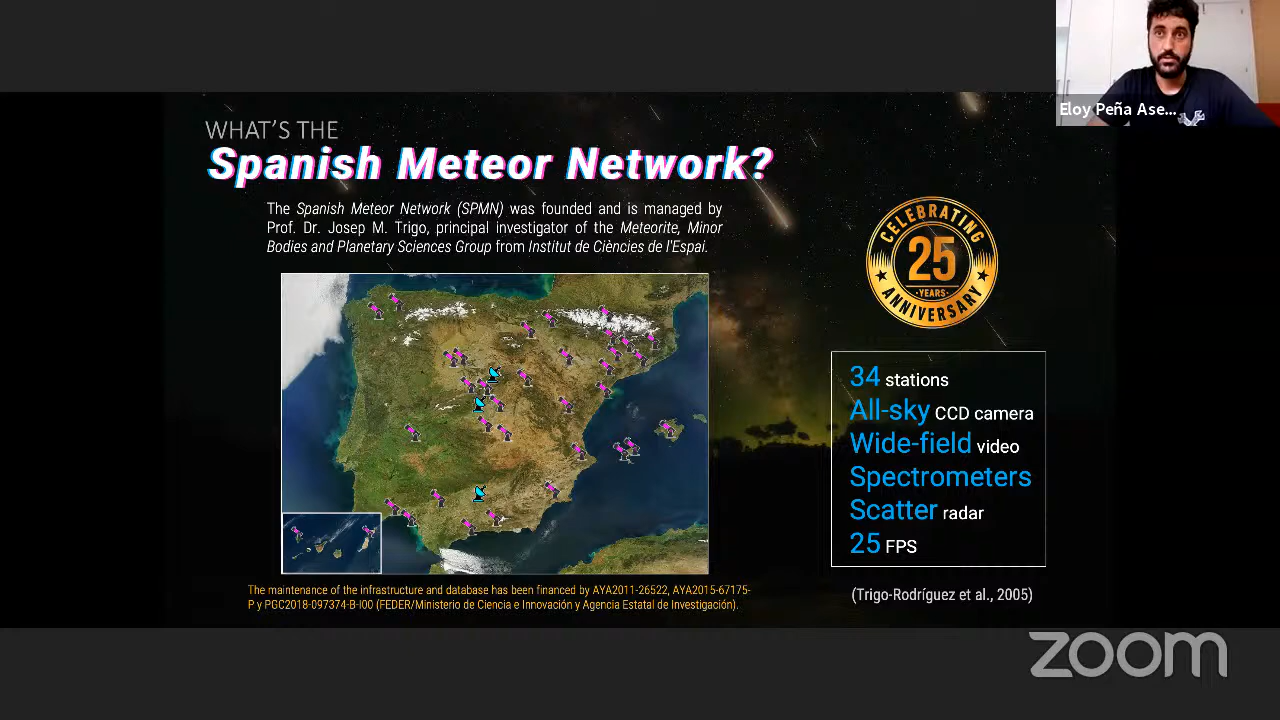 Eloy Peña Ase...
WHAT'S THE
Spanish Meteor Network?
The Spanish Meteor Network (SPMN) was founded and is managed by
Prof. Dr. Josep M. Trigo, principal investigator of the Meteorite, Minor
Bodies and Planetary Sciences Group from Institut de Ciències de l'Espai.
CELEBRATING
25
YEARS
ANNIVERSARY
34 stations
All-sky CCD camera
Wide-field video
Spectrometers
Scatter radar
25 FPS
(Trigo-Rodríguez et al., 2005)
The maintenance of the infrastructure and database has been financed by AYA2011-26522, AYA2015-67175-
P y PGC2018-097374-B-I00 (FEDER/Ministerio de Ciencia e Innovación y Agencia Estatal de Investigación).
zoom